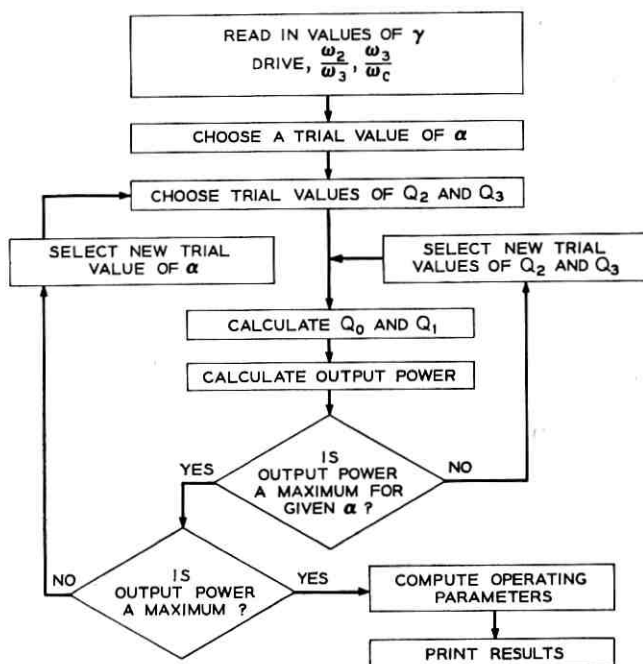 READ IN VALUES OF γ
DRIVE, ω₂/ω₃, ω₃/ω_C
CHOOSE A TRIAL VALUE OF α
CHOOSE TRIAL VALUES OF Q₂ AND Q₃
SELECT NEW TRIAL
VALUE OF α
SELECT NEW TRIAL
VALUES OF Q₂ AND Q₃
CALCULATE Q₀ AND Q₁
CALCULATE OUTPUT POWER
IS
OUTPUT POWER
A MAXIMUM FOR
GIVEN α ?
YES
NO
IS
OUTPUT POWER
A MAXIMUM ?
NO
YES
COMPUTE OPERATING
PARAMETERS
PRINT RESULTS